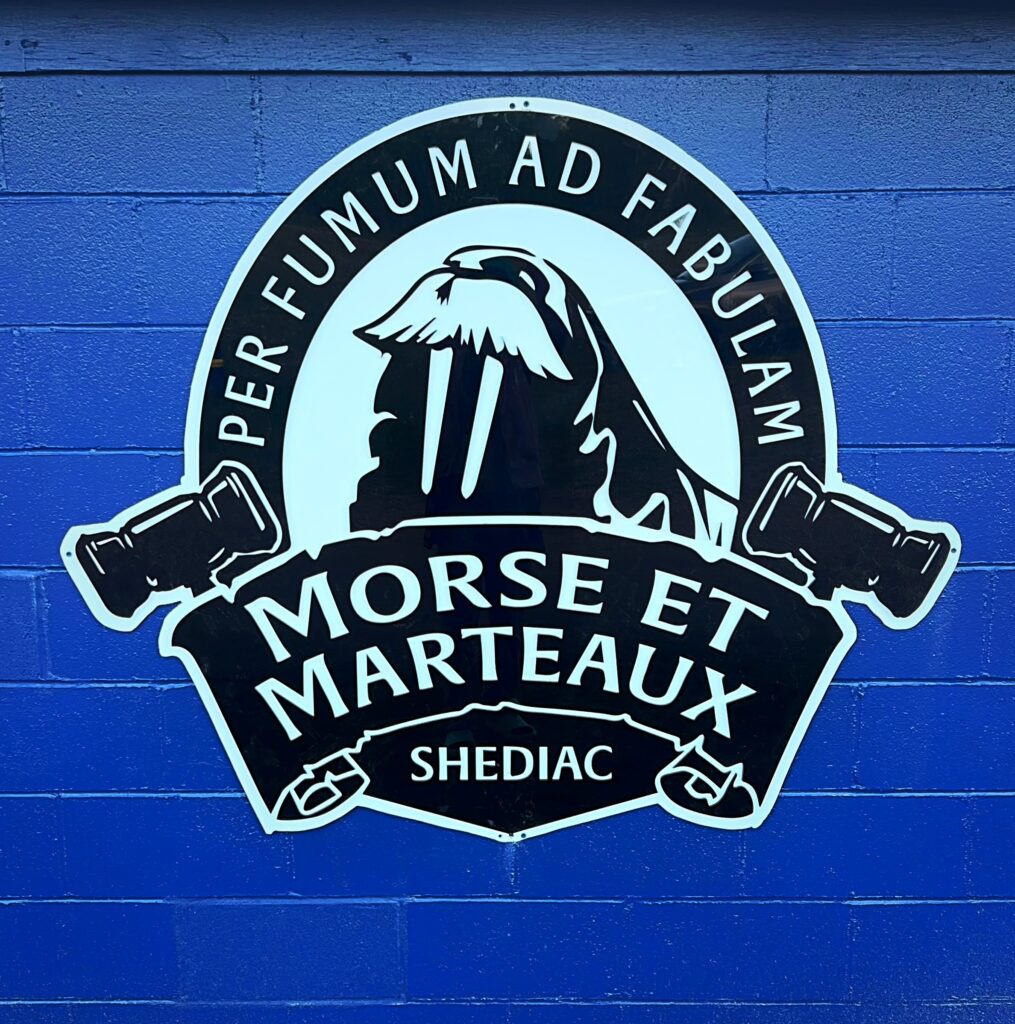 PER FUMUM AD FABULAM
MORSE ET
MARTEAUX
SHEDIAC